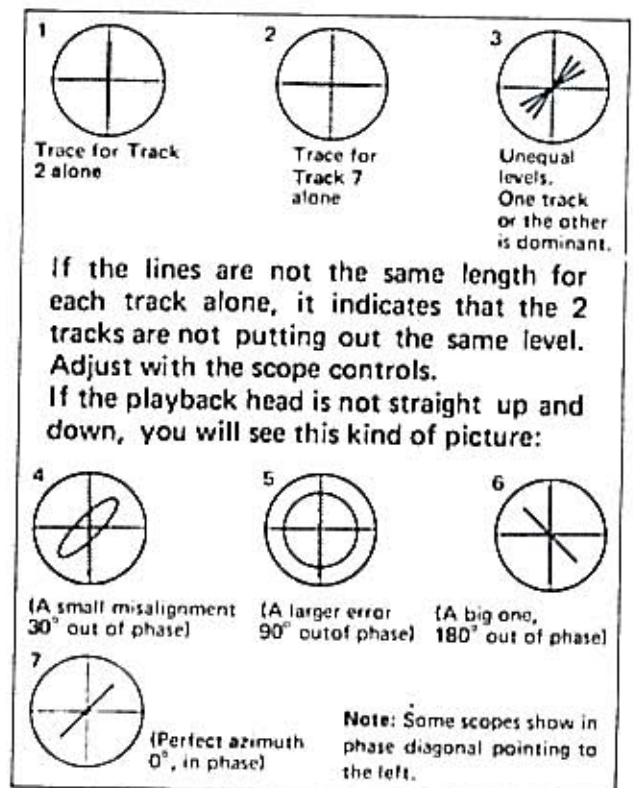 1
Trace for Track
2 alone
2
Trace for
Track 7
alone
3
Unequal
levels.
One track
or the other
is dominant.
If the lines are not the same length for
each track alone, it indicates that the 2
tracks are not putting out the same level.
Adjust with the scope controls.
If the playback head is not straight up and
down, you will see this kind of picture:
4
(A small misalignment
30° out of phase)
5
(A larger error
90° outof phase)
6
(A big one,
180° out of phase)
7
(Perfect azimuth
0°, in phase)
Note: Some scopes show in
phase diagonal pointing to
the left.